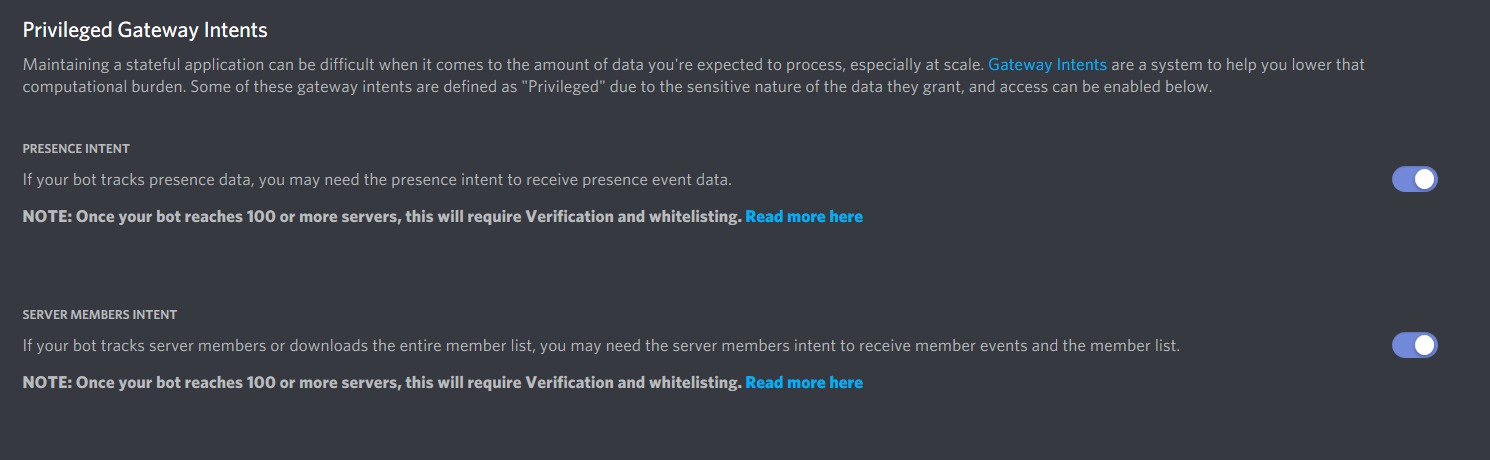 Privileged Gateway Intents
Maintaining a stateful application can be difficult when it comes to the amount of data you're expected to process, especially at scale. Gateway Intents are a system to help you lower that
computational burden. Some of these gateway intents are defined as "Privileged" due to the sensitive nature of the data they grant, and access can be enabled below.
PRESENCE INTENT
If your bot tracks presence data, you may need the presence intent to receive presence event data.
NOTE: Once your bot reaches 100 or more servers, this will require Verification and whitelisting. Read more here
SERVER MEMBERS INTENT
If your bot tracks server members or downloads the entire member list, you may need the server members intent to receive member events and the member list.
NOTE: Once your bot reaches 100 or more servers, this will require Verification and whitelisting. Read more here